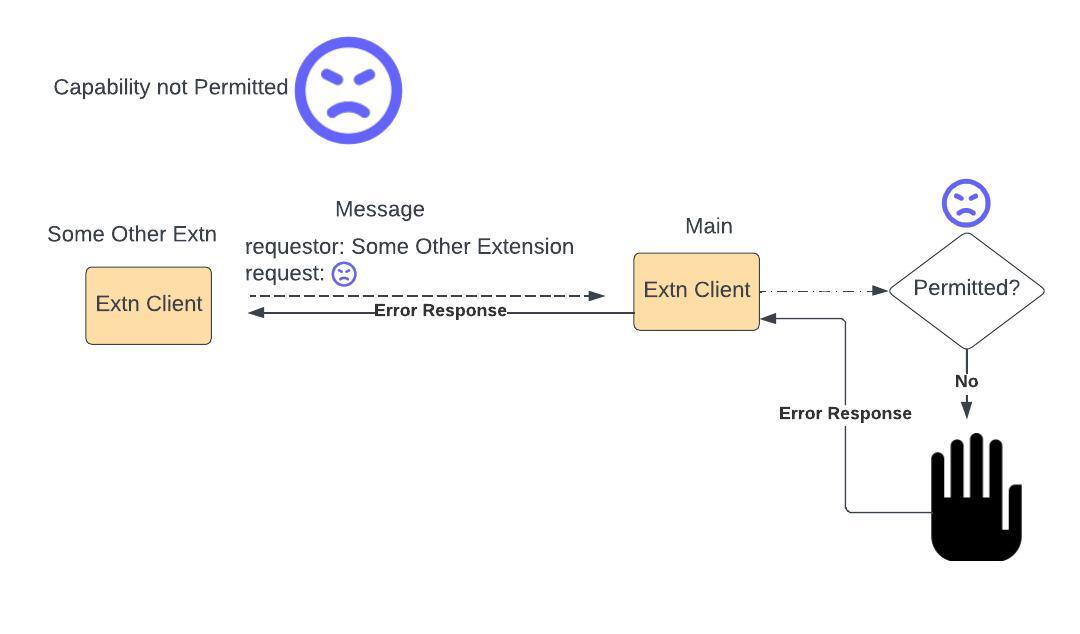 Capability not Permitted
Message
Some Other Extn
Main
requestor: Some Other Extension
request:
Extn Client
Extn Client
Permitted?
Error Response
No
Error Response